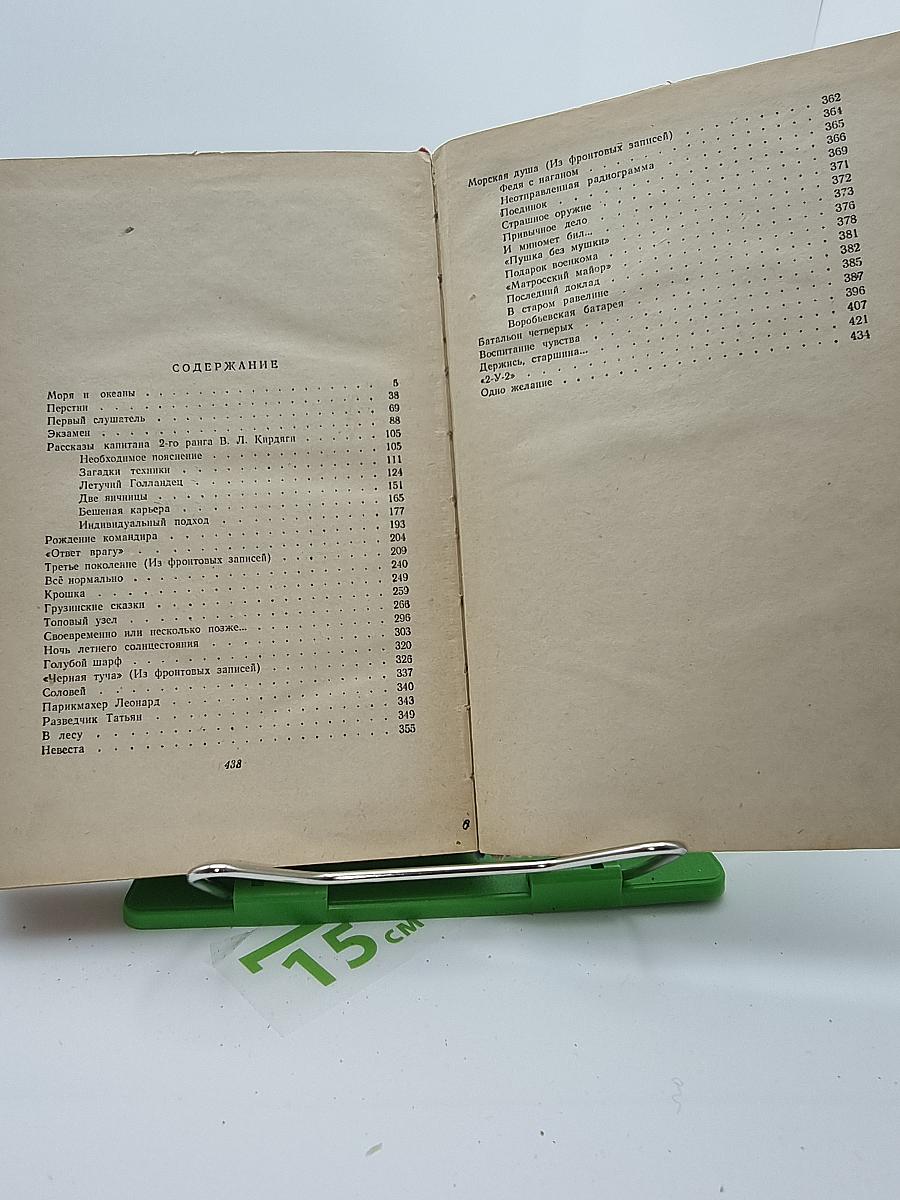 СОДЕРЖАНИЕ
Моря и океаны . . . 5
Перстни . . . 38
Первый слушатель . . . 69
Экзамен . . . 88
Рассказы капитана 2-го ранга В. Л. Кирдяги . . . 105
Необходимое пояснение . . . 105
Загадки техники . . . 111
Летучий Голландец . . . 124
Две яичницы . . . 151
Бешеная карьера . . . 165
Индивидуальный подход . . . 177
Рождение командира . . . 193
«Ответ врагу» . . . 204
Третье поколение (Из фронтовых записей) . . . 209
Всё нормально . . . 240
Крошка . . . 249
Грузинские сказки . . . 259
Топовый узел . . . 266
Своевременно или несколько позже... . . . 296
Ночь летнего солнцестояния . . . 303
Голубой шарф . . . 320
«Черная туча» (Из фронтовых записей) . . . 326
Соловей . . . 337
Парикмахер Леонард . . . 340
Разведчик Татьян . . . 343
В лесу . . . 349
Невеста . . . 355
438
Морская душа (Из фронтовых записей) . . . 362
Федя с наганом . . . 364
Неотправленная радиограмма . . . 365
Поединок . . . 366
Страшное оружие . . . 369
Привычное дело . . . 371
И миномет бил... . . . 372
«Пушка без мушки» . . . 373
Подарок военкома . . . 376
«Матросский майор» . . . 378
Последний доклад . . . 381
В старом равелине . . . 382
Воробьевская батарея . . . 385
Батальон четверых . . . 387
Воспитание чувства . . . 396
Держись, старшина... . . . 407
«2-У-2» . . . 421
Одно желание . . . 434
15 см